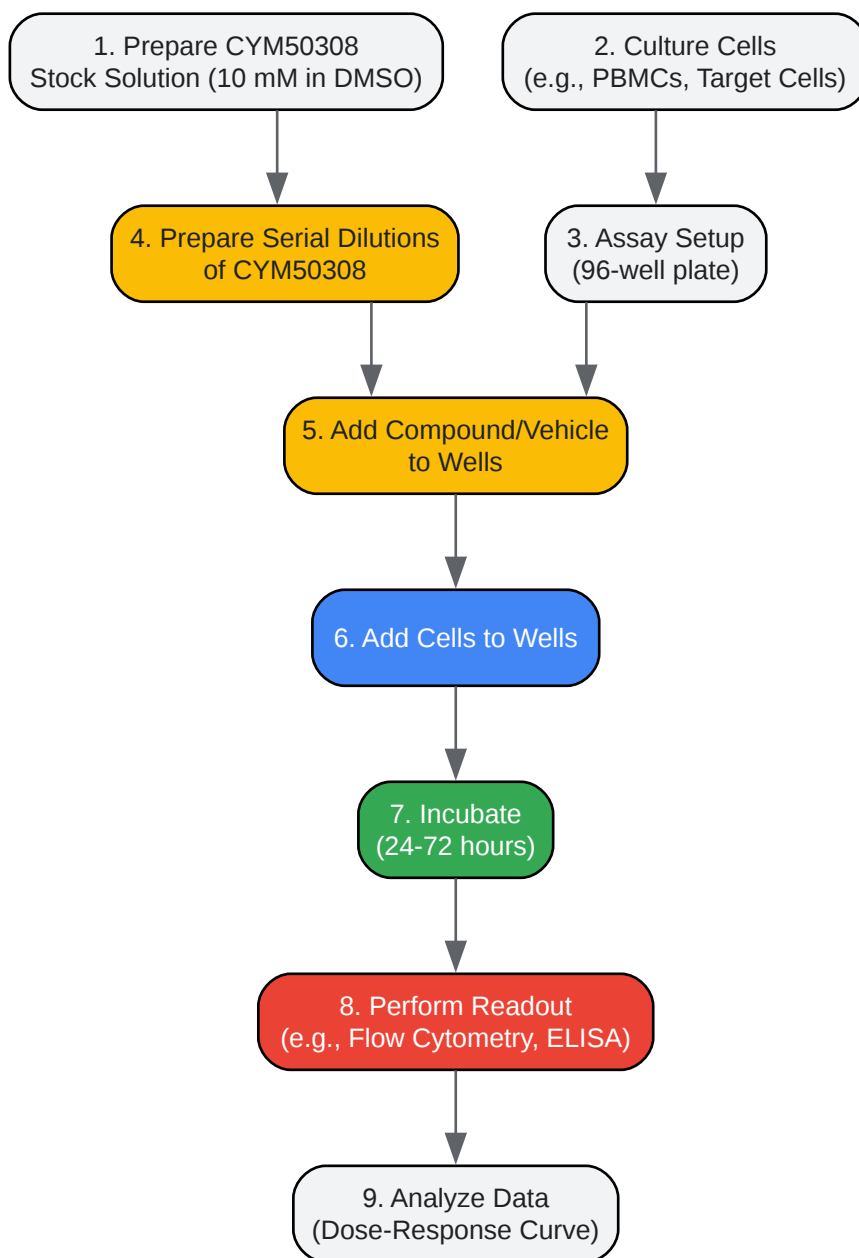 1. Prepare CYM50308
Stock Solution (10 mM in DMSO)
2. Culture Cells
(e.g., PBMCs, Target Cells)
4. Prepare Serial Dilutions
of CYM50308
3. Assay Setup
(96-well plate)
5. Add Compound/Vehicle
to Wells
6. Add Cells to Wells
7. Incubate
(24-72 hours)
8. Perform Readout
(e.g., Flow Cytometry, ELISA)
9. Analyze Data
(Dose-Response Curve)